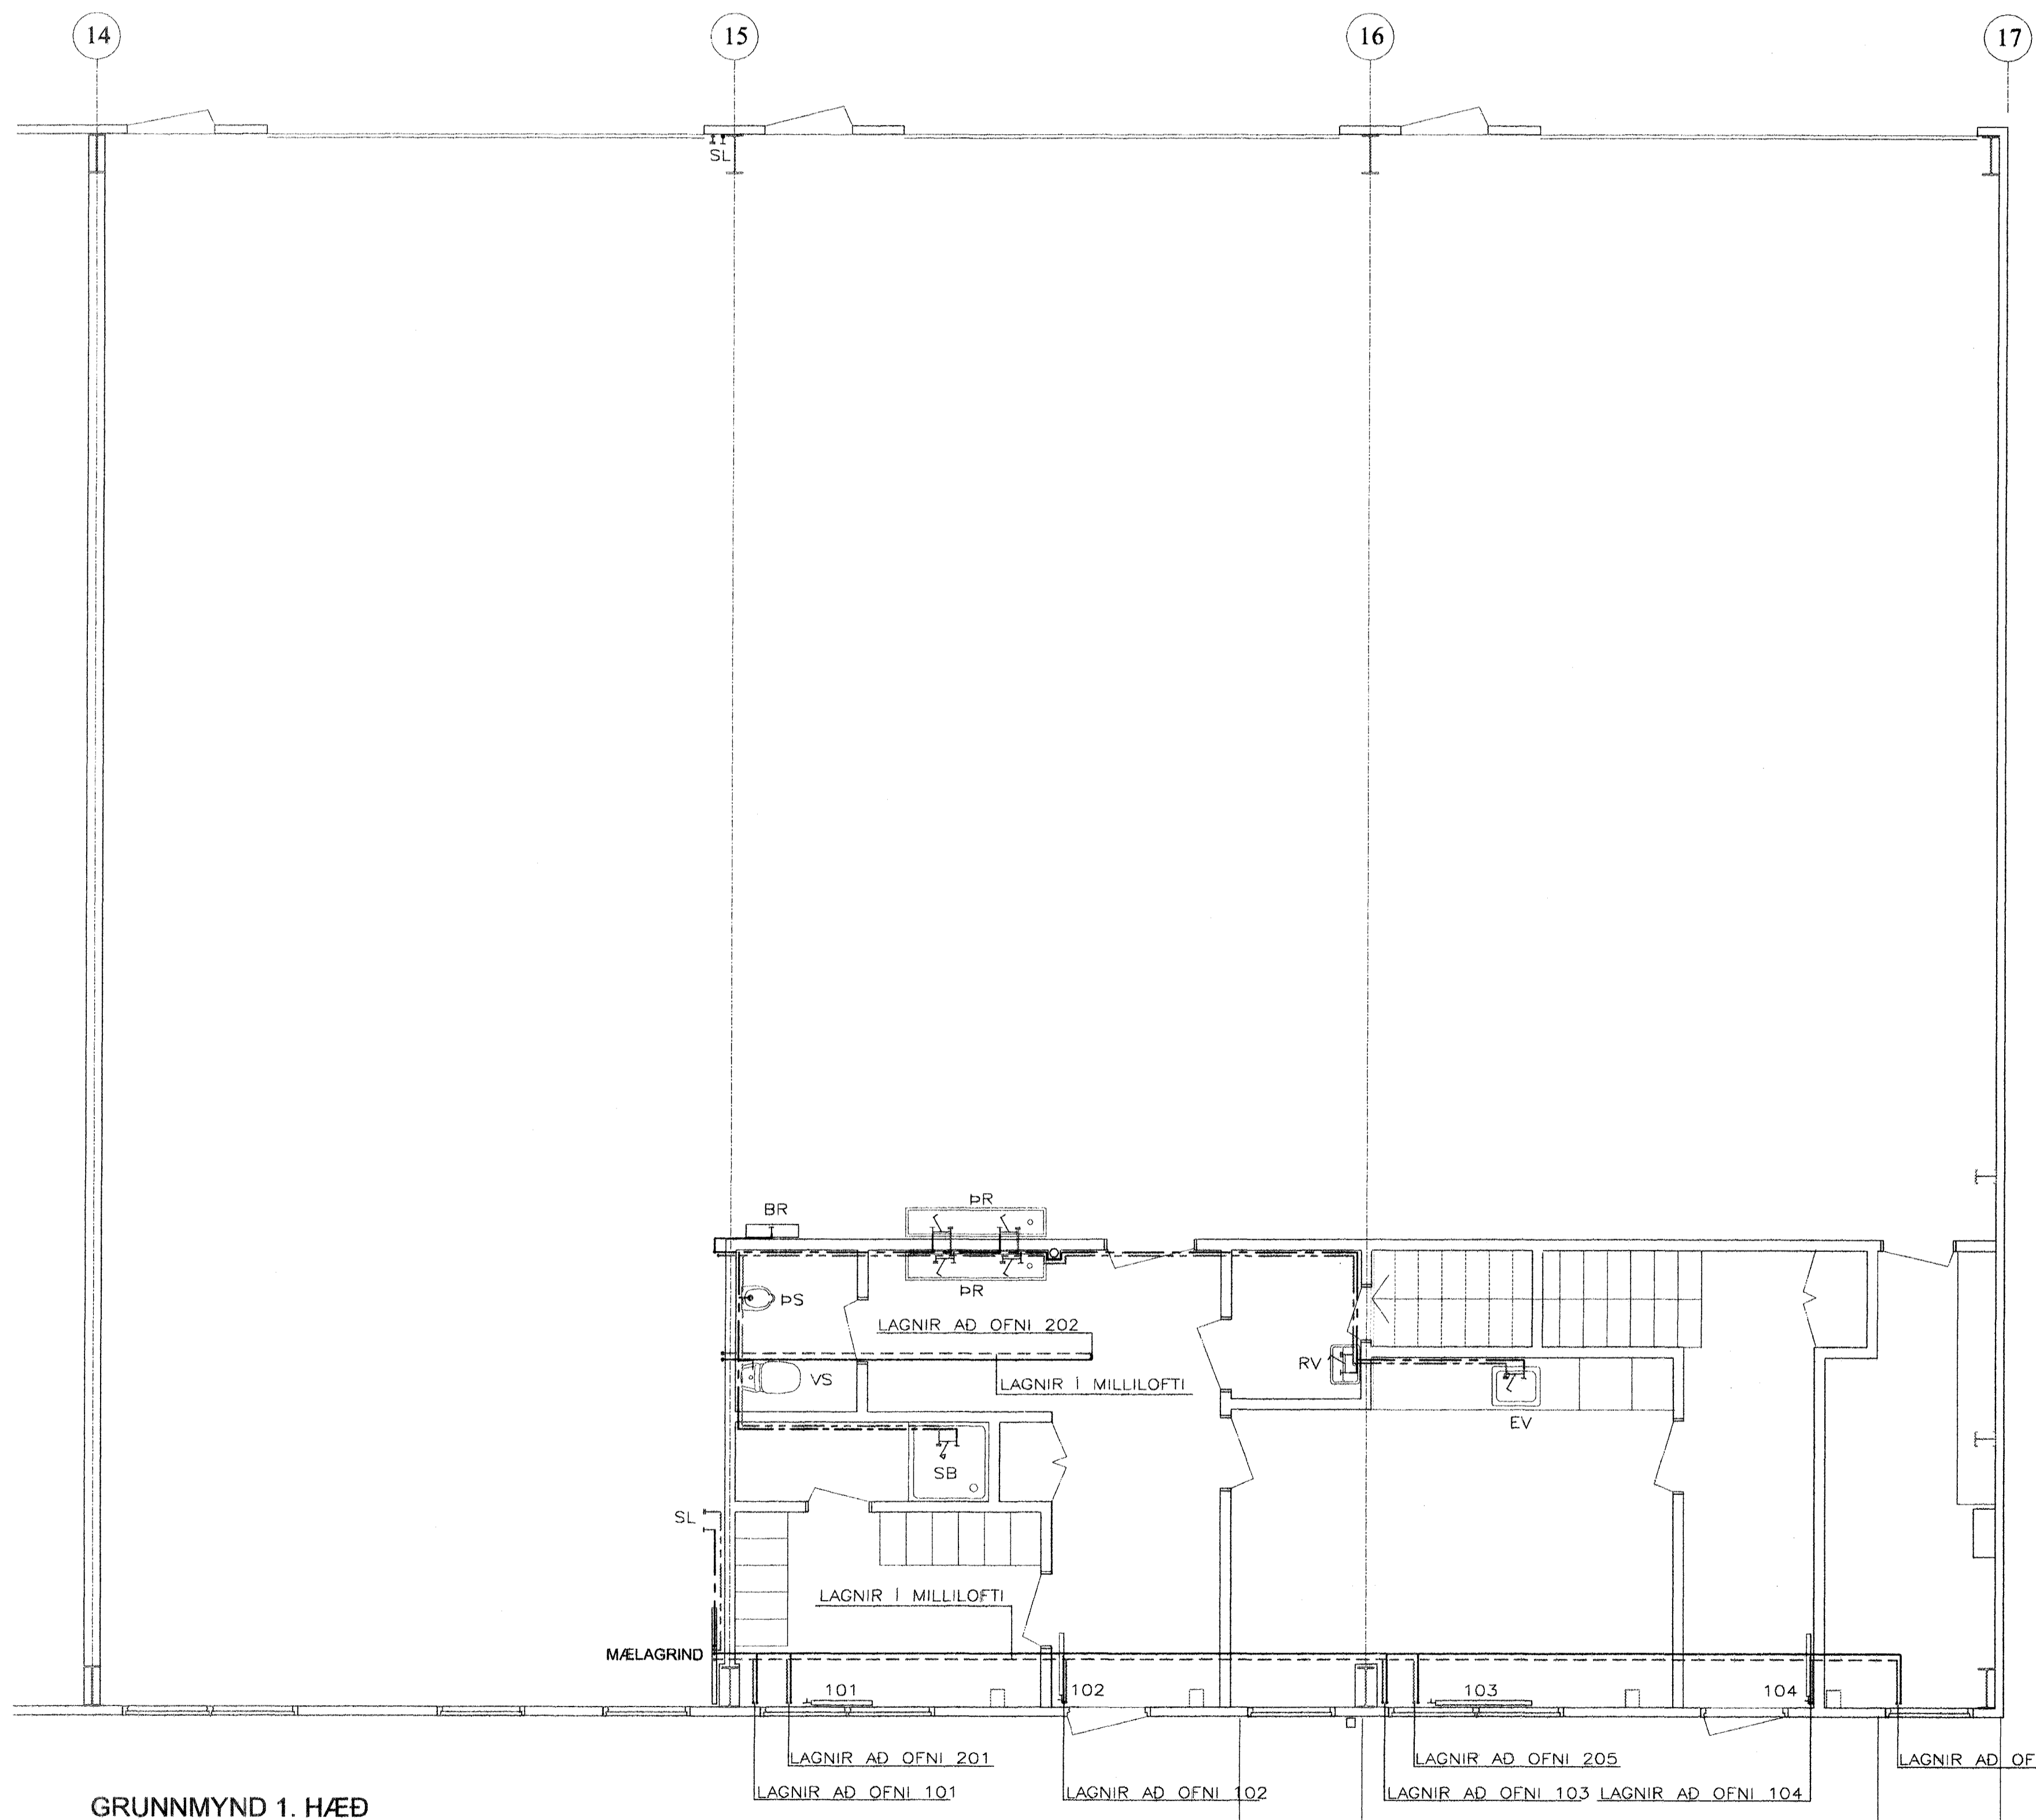 14
15
16
17
SL
BR
ÞR
ÞR
ÞS
LAGNIR AÐ OFNI 202
LAGNIR Í MILLILOFTI
VS
RV
EV
SB
SL
LAGNIR Í MILLILOFTI
MÆLAGRIND
101
102
103
104
LAGNIR AÐ OFNI 201
LAGNIR AÐ OFNI 205
LAGNIR AÐ OF
LAGNIR AÐ OFNI 101
LAGNIR AÐ OFNI 102
LAGNIR AÐ OFNI 103
LAGNIR AÐ OFNI 104
GRUNNMYND 1. HÆÐ